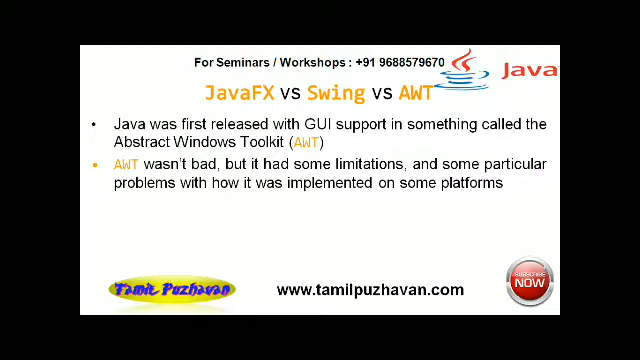 For Seminars / Workshops : +91 9688579670
Java
JavaFX vs Swing vs AWT
• Java was first released with GUI support in something called the
Abstract Windows Toolkit (AWT)
• AWT wasn't bad, but it had some limitations, and some particular
problems with how it was implemented on some platforms
Tamil Puzhavan
www.tamilpuzhavan.com
SUBSCRIBE
NOW